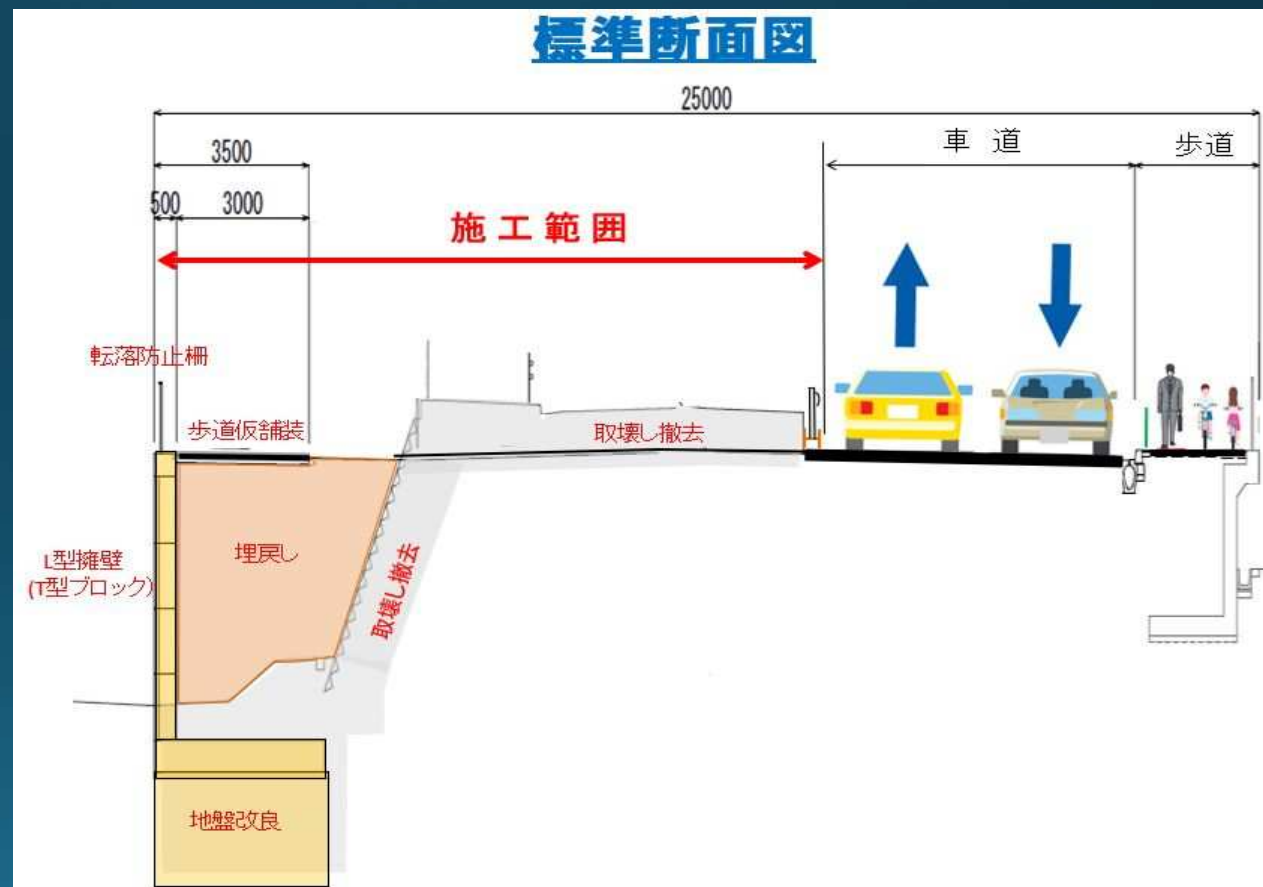 標準断面図
25000
3500
車 道
歩道
500
3000
施工範囲
転落防止柵
歩道仮舗装
取壊し撤去
L型擁壁
(T型ブロック)
埋戻し
取壊し撤去
地盤改良